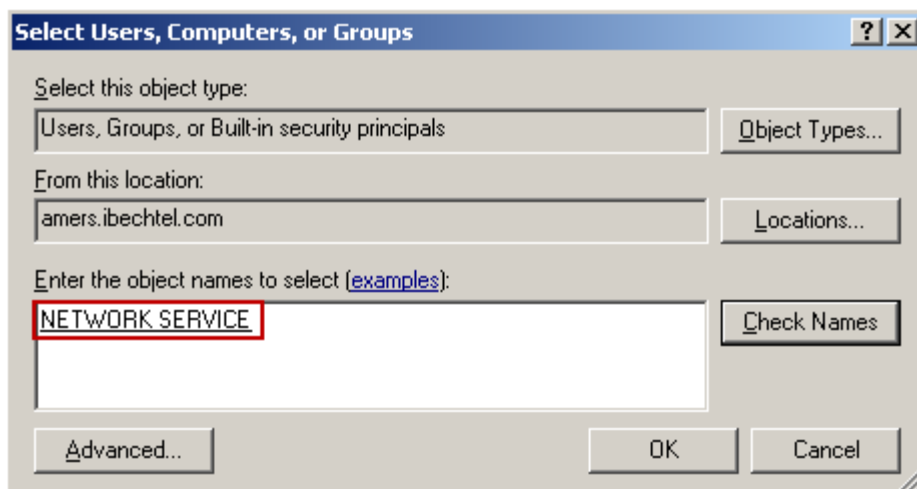 Select Users, Computers, or Groups
Select this object type:
Users, Groups, or Built-in security principals
Object Types...
From this location:
amers.ibechtel.com
Locations...
Enter the object names to select (examples):
NETWORK SERVICE
Check Names
Advanced...
OK
Cancel